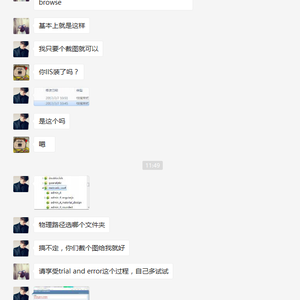 browse
基本上就是这样
我只要个截图就可以
你IIS装了吗？
是这个吗
嗯
物理路径选哪个文件夹
搞不定，你们截个图给我就好
请享受trial and error这个过程，自己多试试